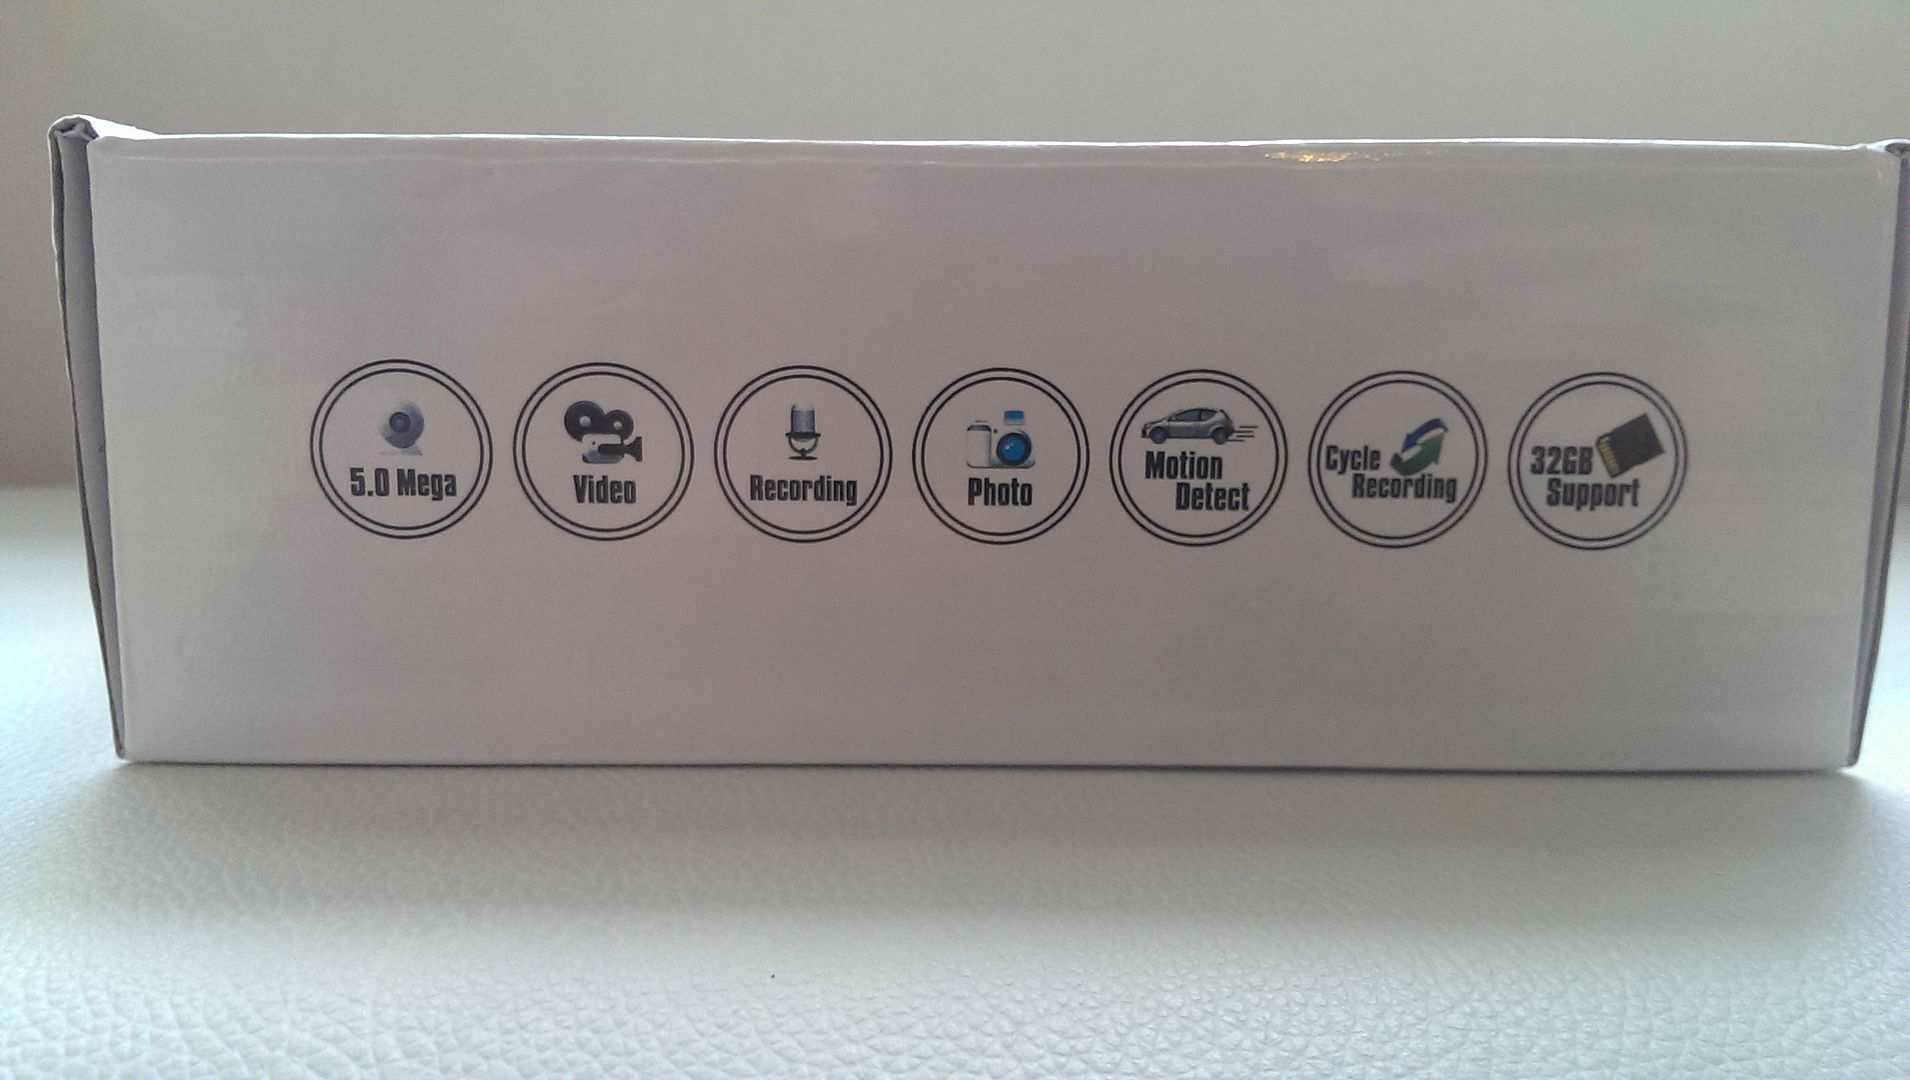 5.0 Mega
Video
Recording
Photo
Motion
Detect
Cycle
Recording
32GB
Support